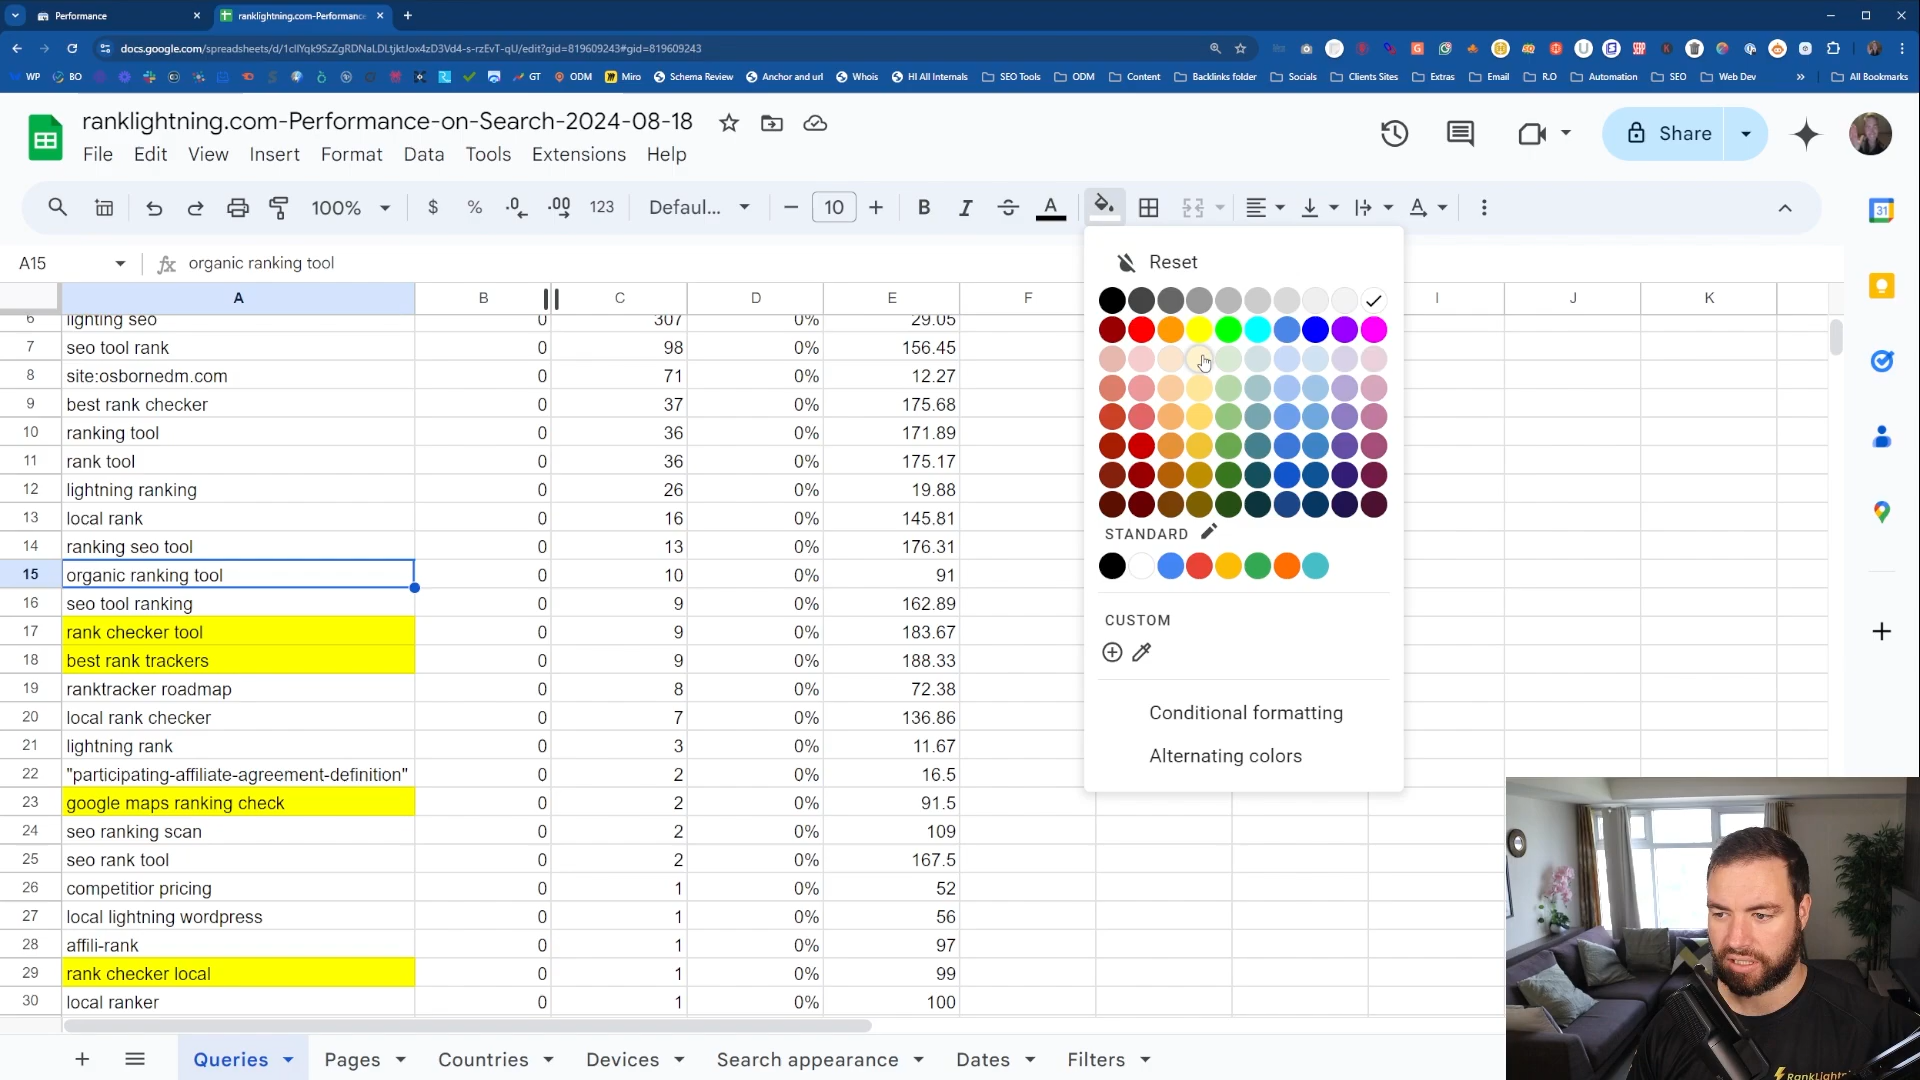 Performance
ranklightning.com-Performance
docs.google.com/spreadsheets/d/1clIYqk9SzZgRDNaLDLtjktJox4zD3Vd4-s-rzEvT-qU/edit?gid=819609243#gid=819609243
WP BO GT ODM Miro Schema Review Anchor and url Whois HI All Internals SEO Tools ODM Content Backlinks folder Socials Clients Sites Extras Email R.O Automation SEO Web Dev All Bookmarks
ranklightning.com-Performance-on-Search-2024-08-18
File Edit View Insert Format Data Tools Extensions Help
Share
100% $ % .0 .00 123 Defaul... 10 B I A
A15 organic ranking tool
A B C D E F I J K
6 lighting seo 0 307 0% 29.05
7 seo tool rank 0 98 0% 156.45
8 site:osbornedm.com 0 71 0% 12.27
9 best rank checker 0 37 0% 175.68
10 ranking tool 0 36 0% 171.89
11 rank tool 0 36 0% 175.17
12 lightning ranking 0 26 0% 19.88
13 local rank 0 16 0% 145.81
14 ranking seo tool 0 13 0% 176.31
15 organic ranking tool 0 10 0% 91
16 seo tool ranking 0 9 0% 162.89
17 rank checker tool 0 9 0% 183.67
18 best rank trackers 0 9 0% 188.33
19 ranktracker roadmap 0 8 0% 72.38
20 local rank checker 0 7 0% 136.86
21 lightning rank 0 3 0% 11.67
22 "participating-affiliate-agreement-definition" 0 2 0% 16.5
23 google maps ranking check 0 2 0% 91.5
24 seo ranking scan 0 2 0% 109
25 seo rank tool 0 2 0% 167.5
26 competitior pricing 0 1 0% 52
27 local lightning wordpress 0 1 0% 56
28 affili-rank 0 1 0% 97
29 rank checker local 0 1 0% 99
30 local ranker 0 1 0% 100
Reset
STANDARD
CUSTOM
Conditional formatting
Alternating colors
31
Queries Pages Countries Devices Search appearance Dates Filters